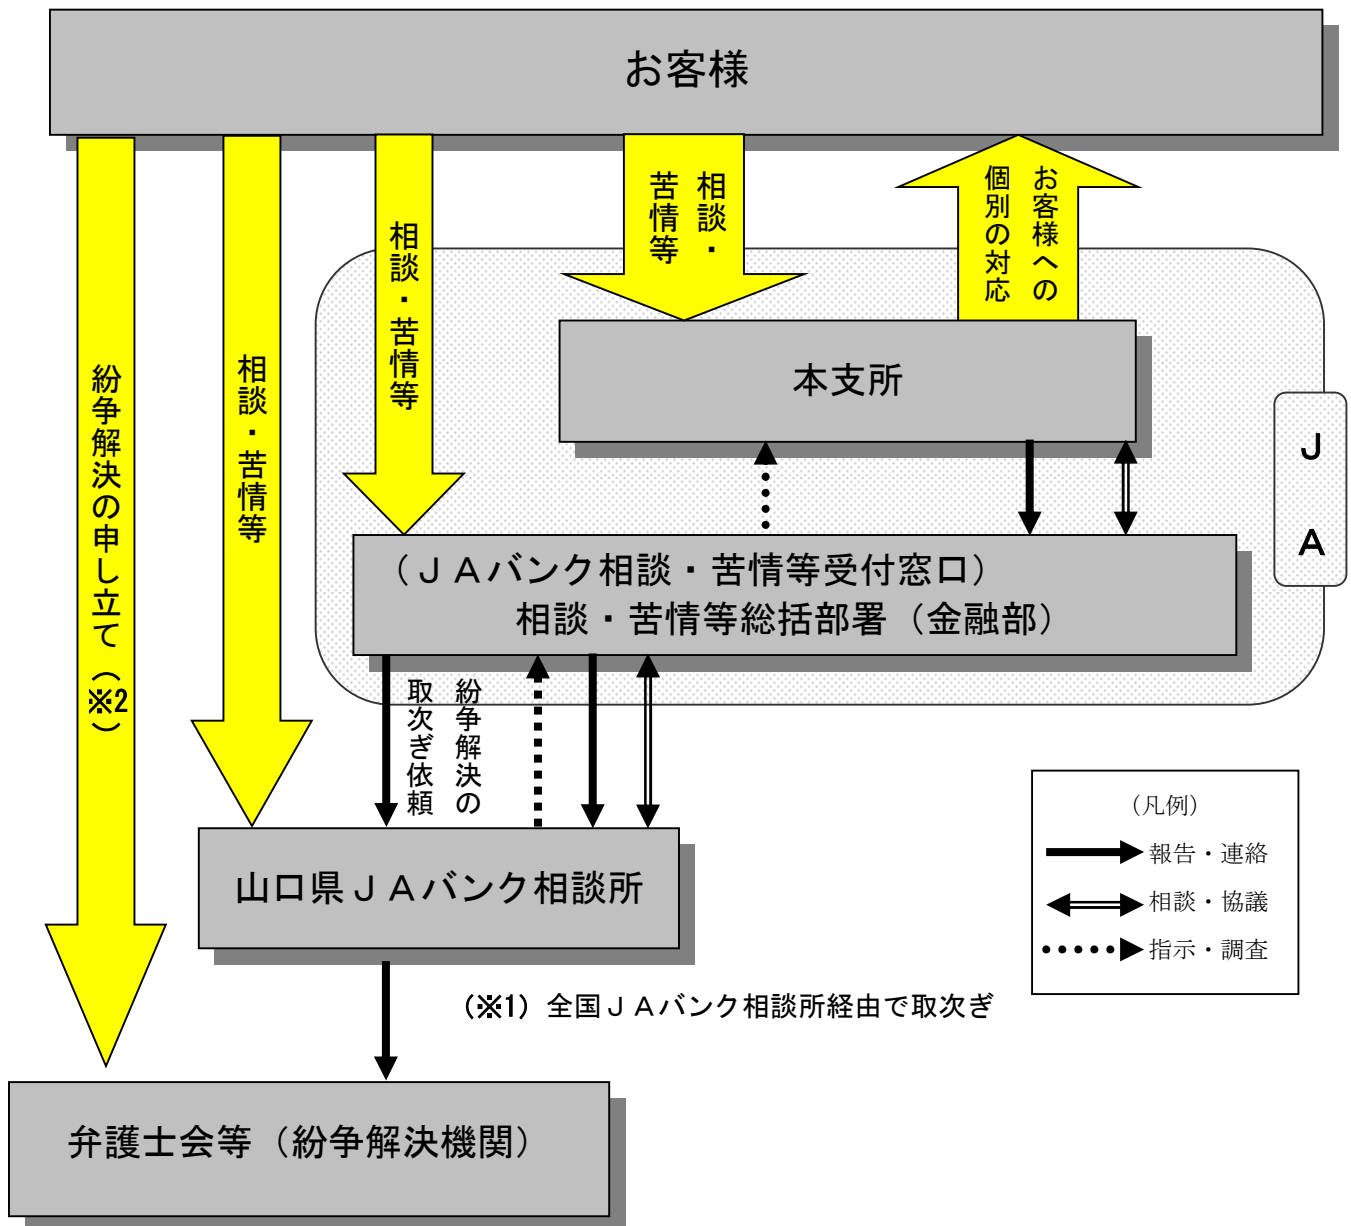 お客様
紛争解決の申し立て（※2）
相談・苦情等
相談・苦情等
相談・
苦情等
お客様への
個別の対応
本支所
ＪＡ
（ＪＡバンク相談・苦情等受付窓口）
相談・苦情等総括部署（金融部）
紛争解決の
取次ぎ依頼
山口県ＪＡバンク相談所
（凡例）
報告・連絡
相談・協議
指示・調査
（※1）全国ＪＡバンク相談所経由で取次ぎ
弁護士会等（紛争解決機関）